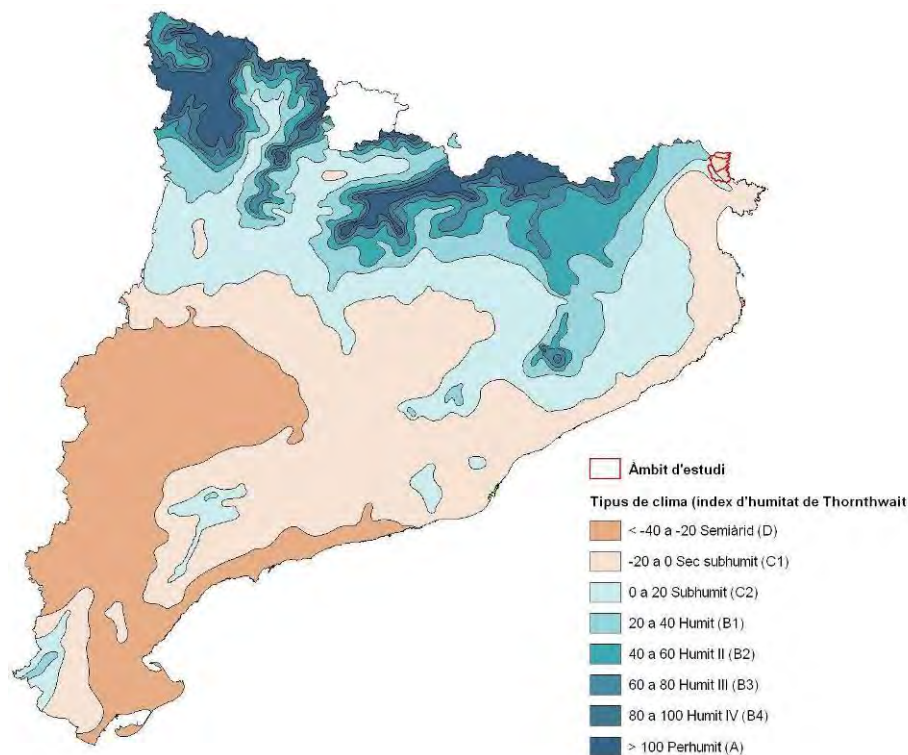 Àmbit d'estudi
Tipus de clima (índex d'humitat de Thornthwait
< -40 a -20 Semiàrid (D)
-20 a 0 Sec subhumit (C1)
0 a 20 Subhumit (C2)
20 a 40 Humit (B1)
40 a 60 Humit II (B2)
60 a 80 Humit III (B3)
80 a 100 Humit IV (B4)
> 100 Perhumit (A)